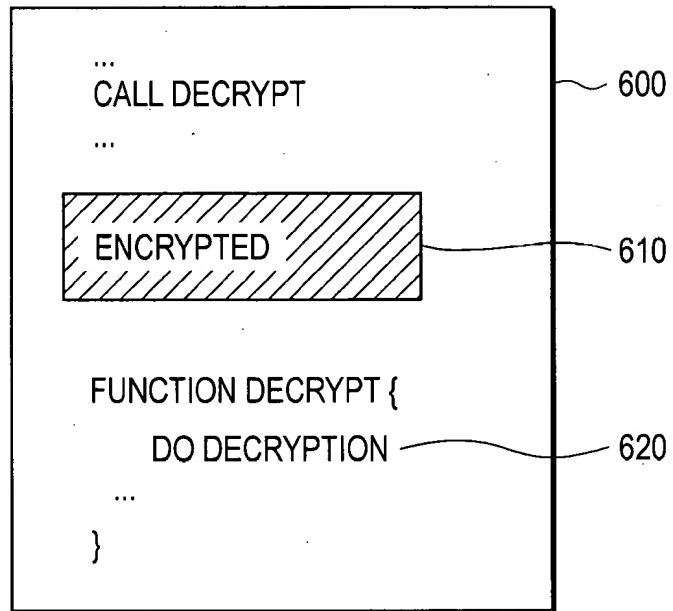 ...
CALL DECRYPT
...
600
ENCRYPTED
610
FUNCTION DECRYPT {
DO DECRYPTION
620
...
}